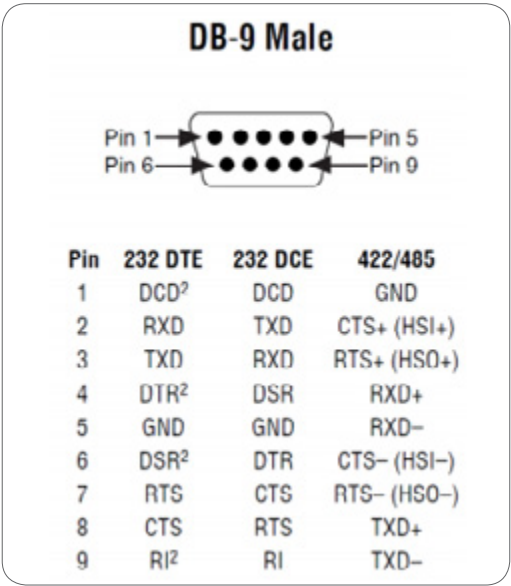 DB-9 Male
Pin 1 Pin 5
Pin 6 Pin 9
Pin 232 DTE 232 DCE 422/485
1 DCD² DCD GND
2 RXD TXD CTS+ (HSI+)
3 TXD RXD RTS+ (HSO+)
4 DTR² DSR RXD+
5 GND GND RXD–
6 DSR² DTR CTS– (HSI–)
7 RTS CTS RTS– (HSO–)
8 CTS RTS TXD+
9 RI² RI TXD–